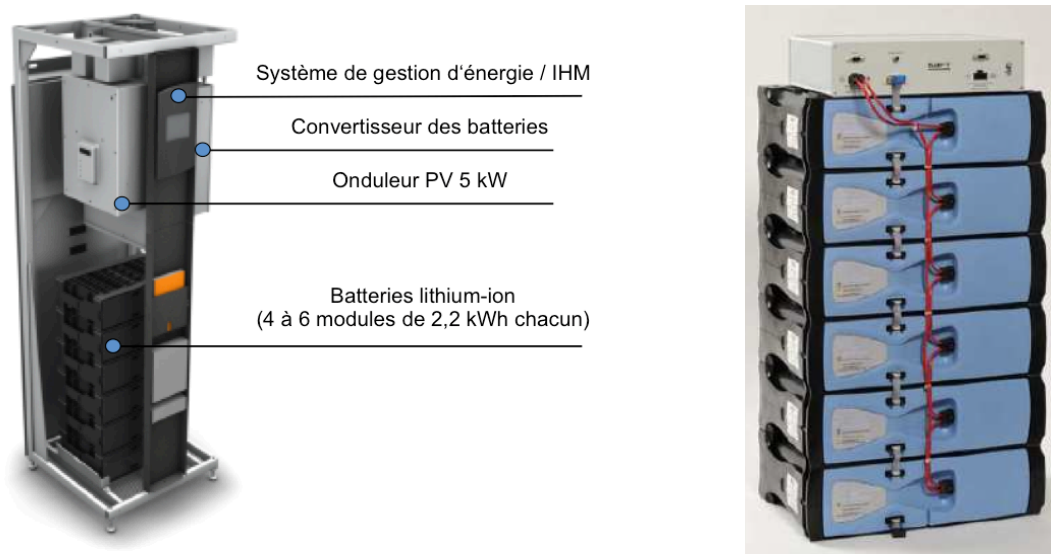 Système de gestion d‘énergie / IHM
Convertisseur des batteries
Onduleur PV 5 kW
Batteries lithium-ion
(4 à 6 modules de 2,2 kWh chacun)